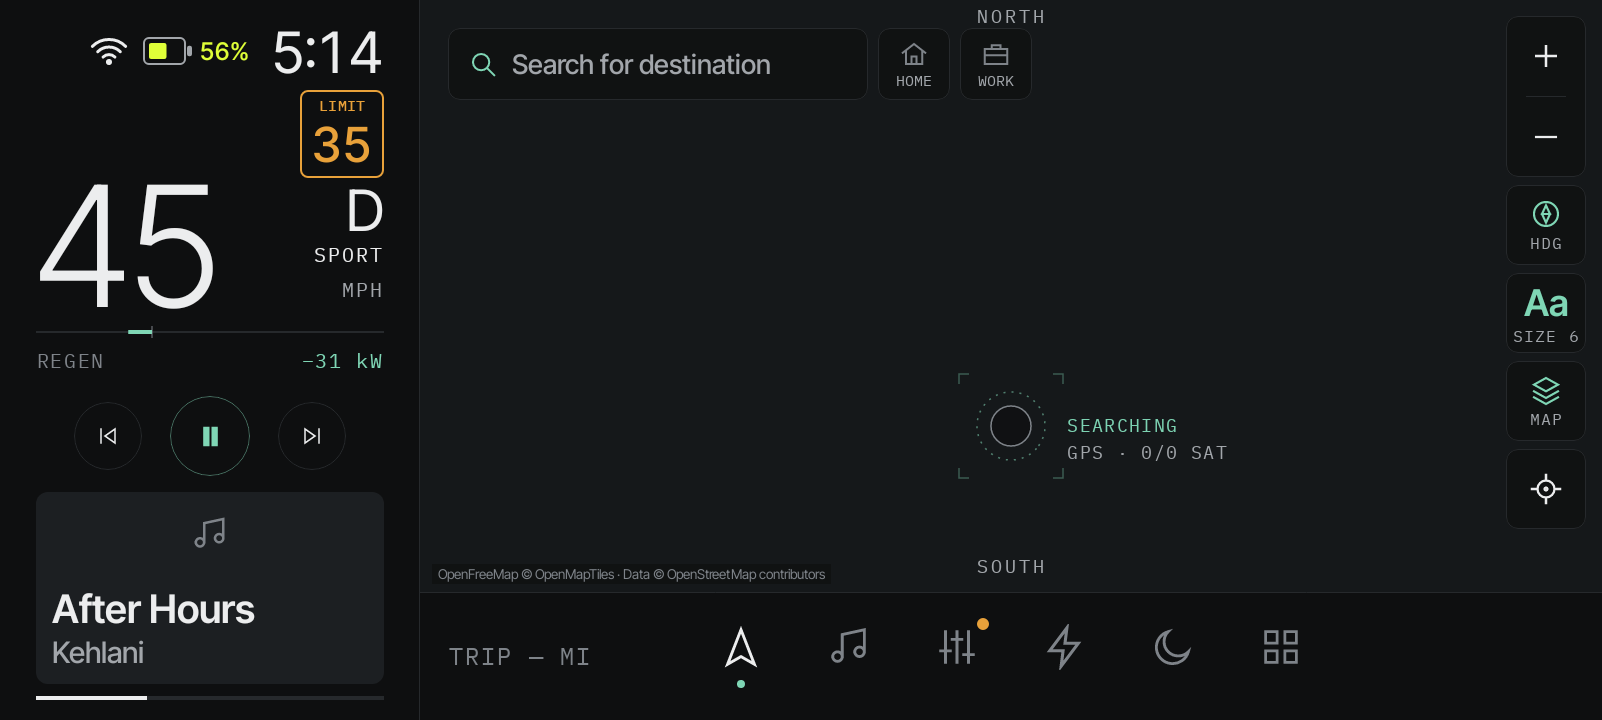 56%
5:14
LIMIT
35
45
D
SPORT
MPH
REGEN
−31 kW
After Hours
Kehlani
NORTH
Search for destination
HOME
WORK
HDG
Aa
SIZE 6
MAP
SEARCHING
GPS · 0/0 SAT
SOUTH
OpenFreeMap © OpenMapTiles · Data © OpenStreetMap contributors
TRIP — MI